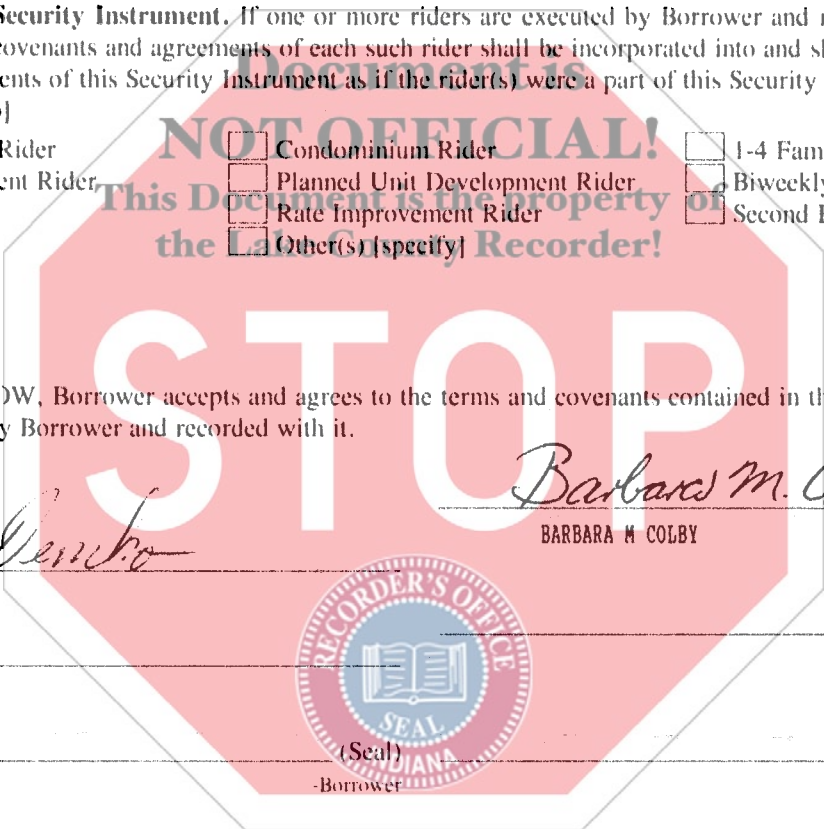 Security Instrument. If one or more riders are executed by Borrower and
covenants and agreements of each such rider shall be incorporated into and
ents of this Security Instrument as if the rider(s) were a part of this Security
Document is
NOT OFFICIAL!
This Document is the property of
the Lake County Recorder!
Rider
Condominium Rider
1-4 Fam
ent Rider
Planned Unit Development Rider
Biweekly
Rate Improvement Rider
Second
Other(s) [specify]
STOP
OW, Borrower accepts and agrees to the terms and covenants contained in
y Borrower and recorded with it.
Barbara M.
BARBARA M COLBY
RECORDER'S OFFICE
SEAL
INDIANA
(Seal)
-Borrower